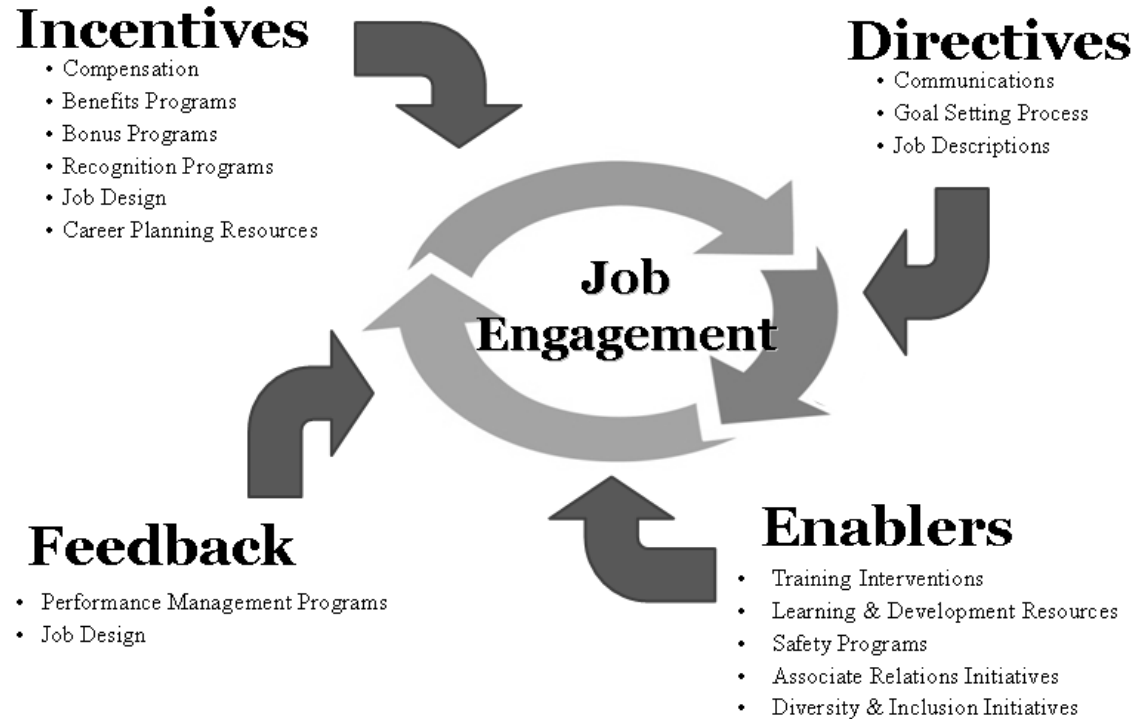 Incentives
• Compensation
• Benefits Programs
• Bonus Programs
• Recognition Programs
• Job Design
• Career Planning Resources
Directives
• Communications
• Goal Setting Process
• Job Descriptions
Job
Engagement
Feedback
• Performance Management Programs
• Job Design
Enablers
• Training Interventions
• Learning & Development Resources
• Safety Programs
• Associate Relations Initiatives
• Diversity & Inclusion Initiatives